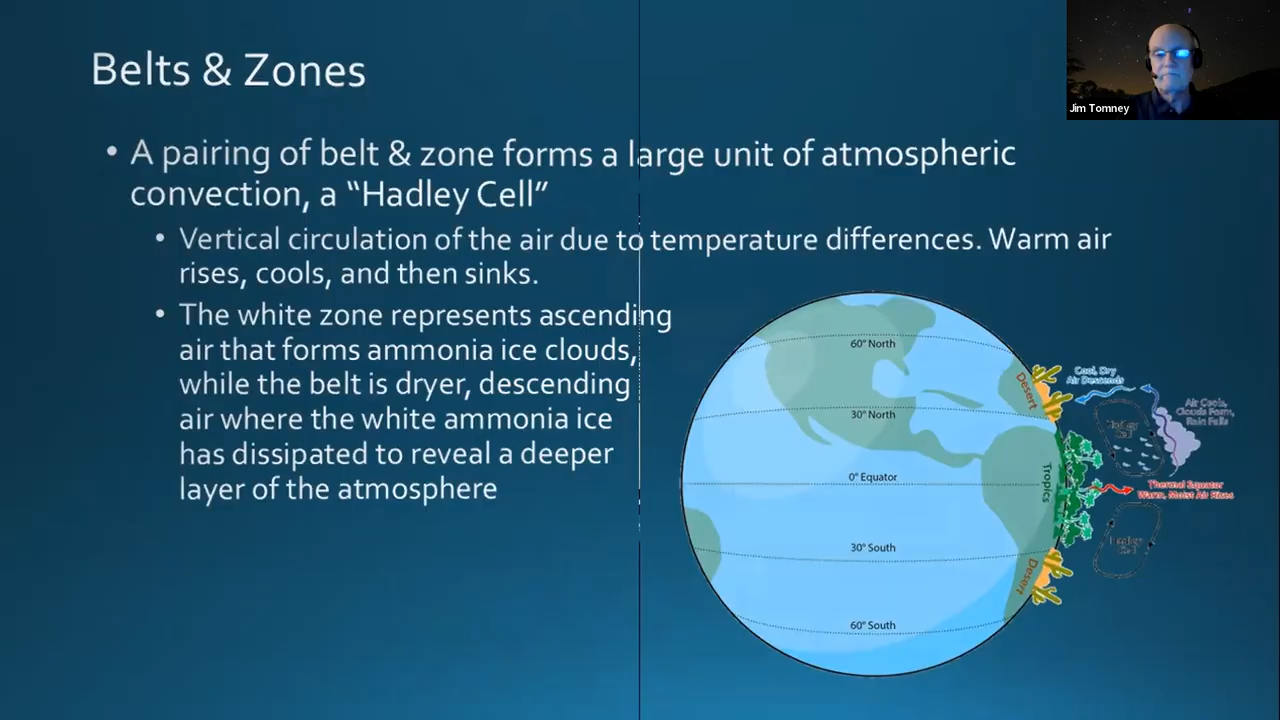 Belts & Zones
Jim Tomney
• A pairing of belt & zone forms a large unit of atmospheric
convection, a “Hadley Cell”
• Vertical circulation of the air due to temperature differences. Warm air
rises, cools, and then sinks.
• The white zone represents ascending
air that forms ammonia ice clouds,
while the belt is dryer, descending
air where the white ammonia ice
has dissipated to reveal a deeper
layer of the atmosphere
60° North
30° North
0° Equator
30° South
60° South
Desert
Tropics
Desert
Cool, Dry
Air Descends
Air Cools,
Clouds Form,
Rain Falls
Hadley
Cell
Thermal Equator
Warm, Moist Air Rises
Hadley
Cell